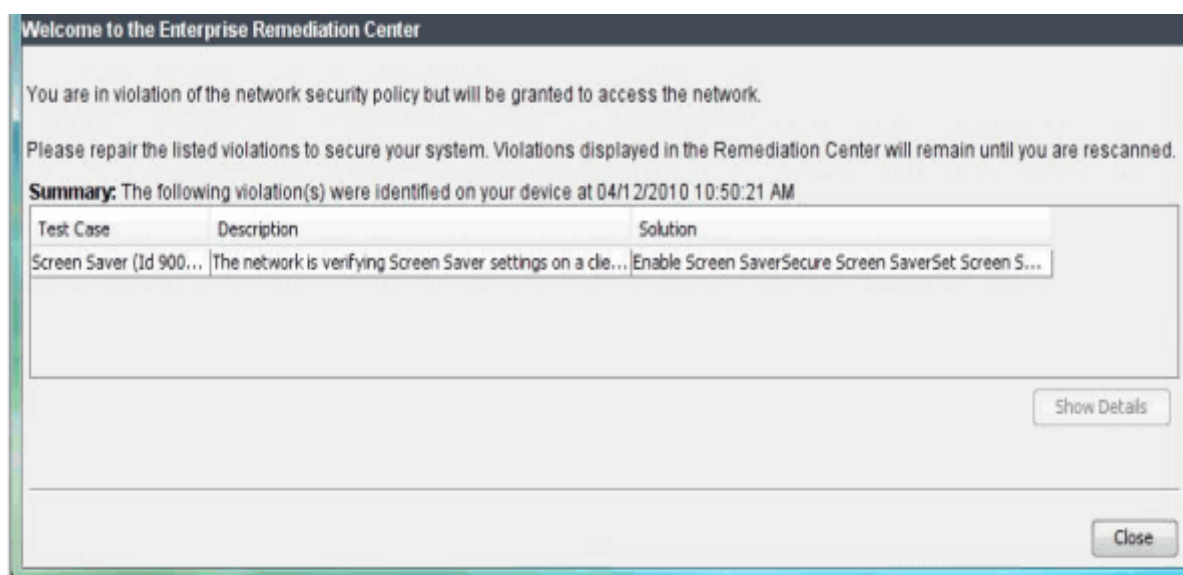 Welcome to the Enterprise Remediation Center
You are in violation of the network security policy but will be granted to access the network.
Please repair the listed violations to secure your system. Violations displayed in the Remediation Center will remain until you are rescanned.
Summary: The following violation(s) were identified on your device at 04/12/2010 10:50:21 AM
Test Case Description Solution
Screen Saver (Id 900... The network is verifying Screen Saver settings on a clie... Enable Screen SaverSecure Screen SaverSet Screen S...
Show Details
Close